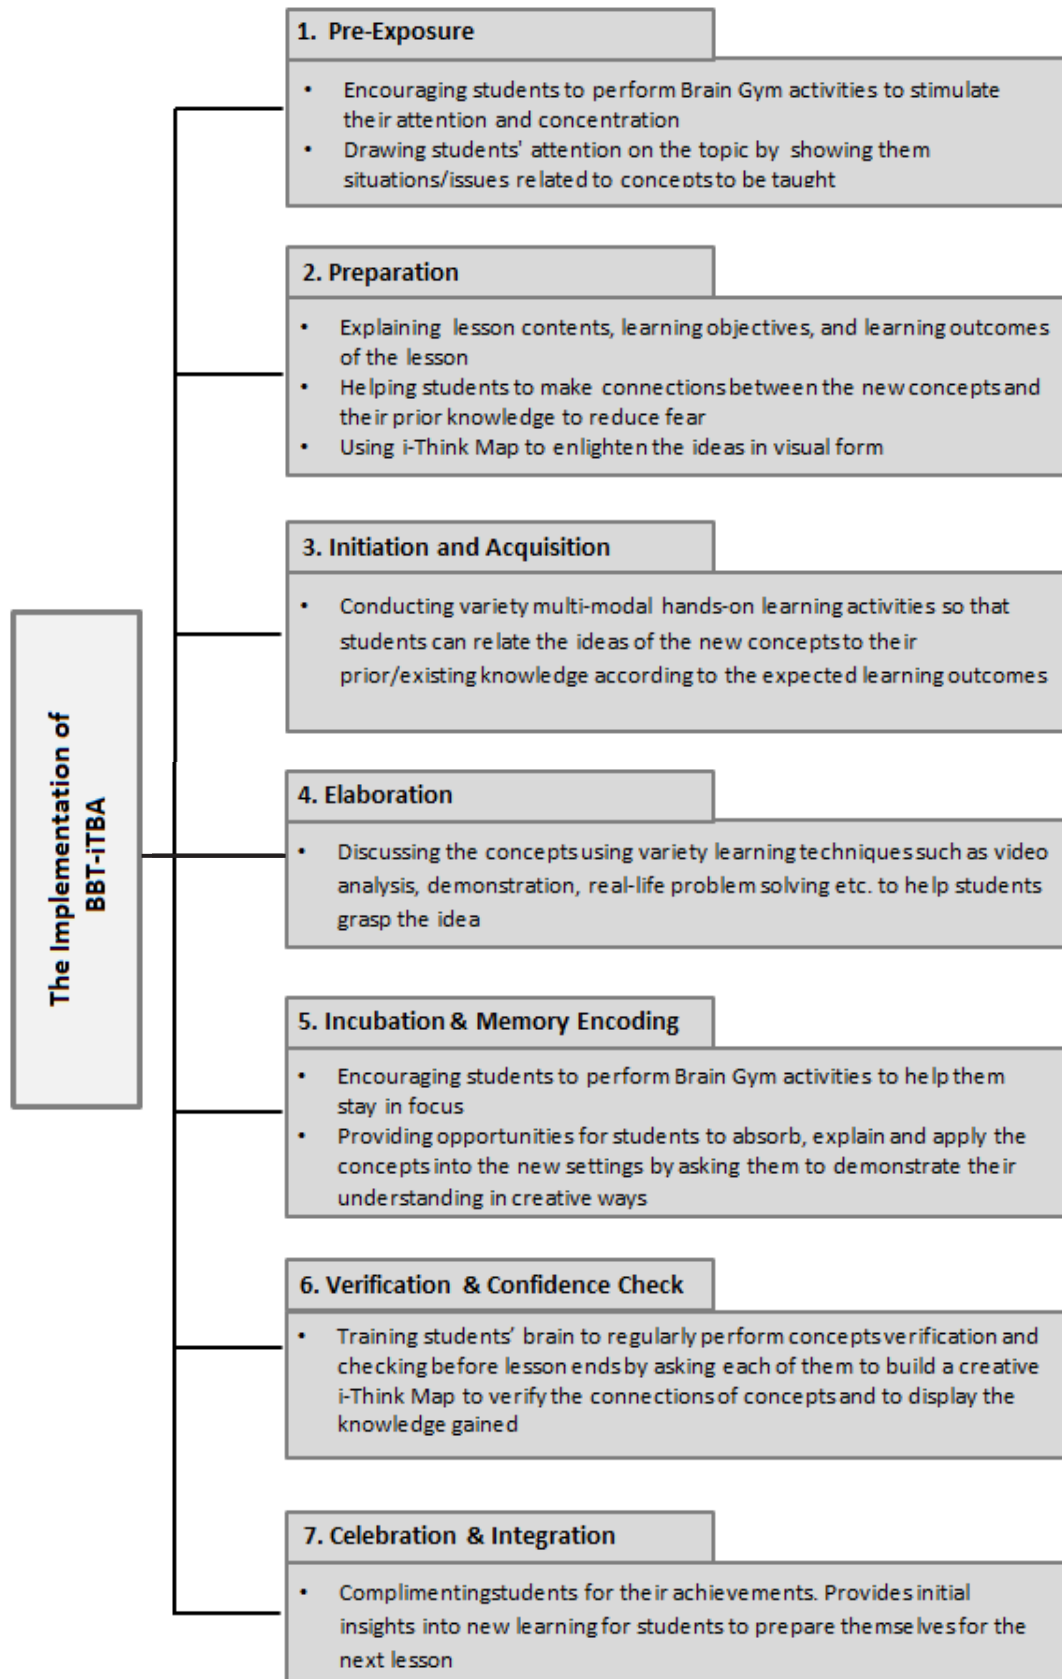 1. Pre-Exposure
• Encouraging students to perform Brain Gym activities to stimulate
their attention and concentration
• Drawing students' attention on the topic by showing them
situations/issues related to concepts to be taught
2. Preparation
• Explaining lesson contents, learning objectives, and learning outcomes
of the lesson
• Helping students to make connections between the new concepts and
their prior knowledge to reduce fear
• Using i-Think Map to enlighten the ideas in visual form
3. Initiation and Acquisition
• Conducting variety multi-modal hands-on learning activities so that
students can relate the ideas of the new concepts to their
prior/existing knowledge according to the expected learning outcomes
The Implementation of
BBT-iTBA
4. Elaboration
• Discussing the concepts using variety learning techniques such as video
analysis, demonstration, real-life problem solving etc. to help students
grasp the idea
5. Incubation & Memory Encoding
• Encouraging students to perform Brain Gym activities to help them
stay in focus
• Providing opportunities for students to absorb, explain and apply the
concepts into the new settings by asking them to demonstrate their
understanding in creative ways
6. Verification & Confidence Check
• Training students’ brain to regularly perform concepts verification and
checking before lesson ends by asking each of them to build a creative
i-Think Map to verify the connections of concepts and to display the
knowledge gained
7. Celebration & Integration
• Complimenting students for their achievements. Provides initial
insights into new learning for students to prepare themselves for the
next lesson